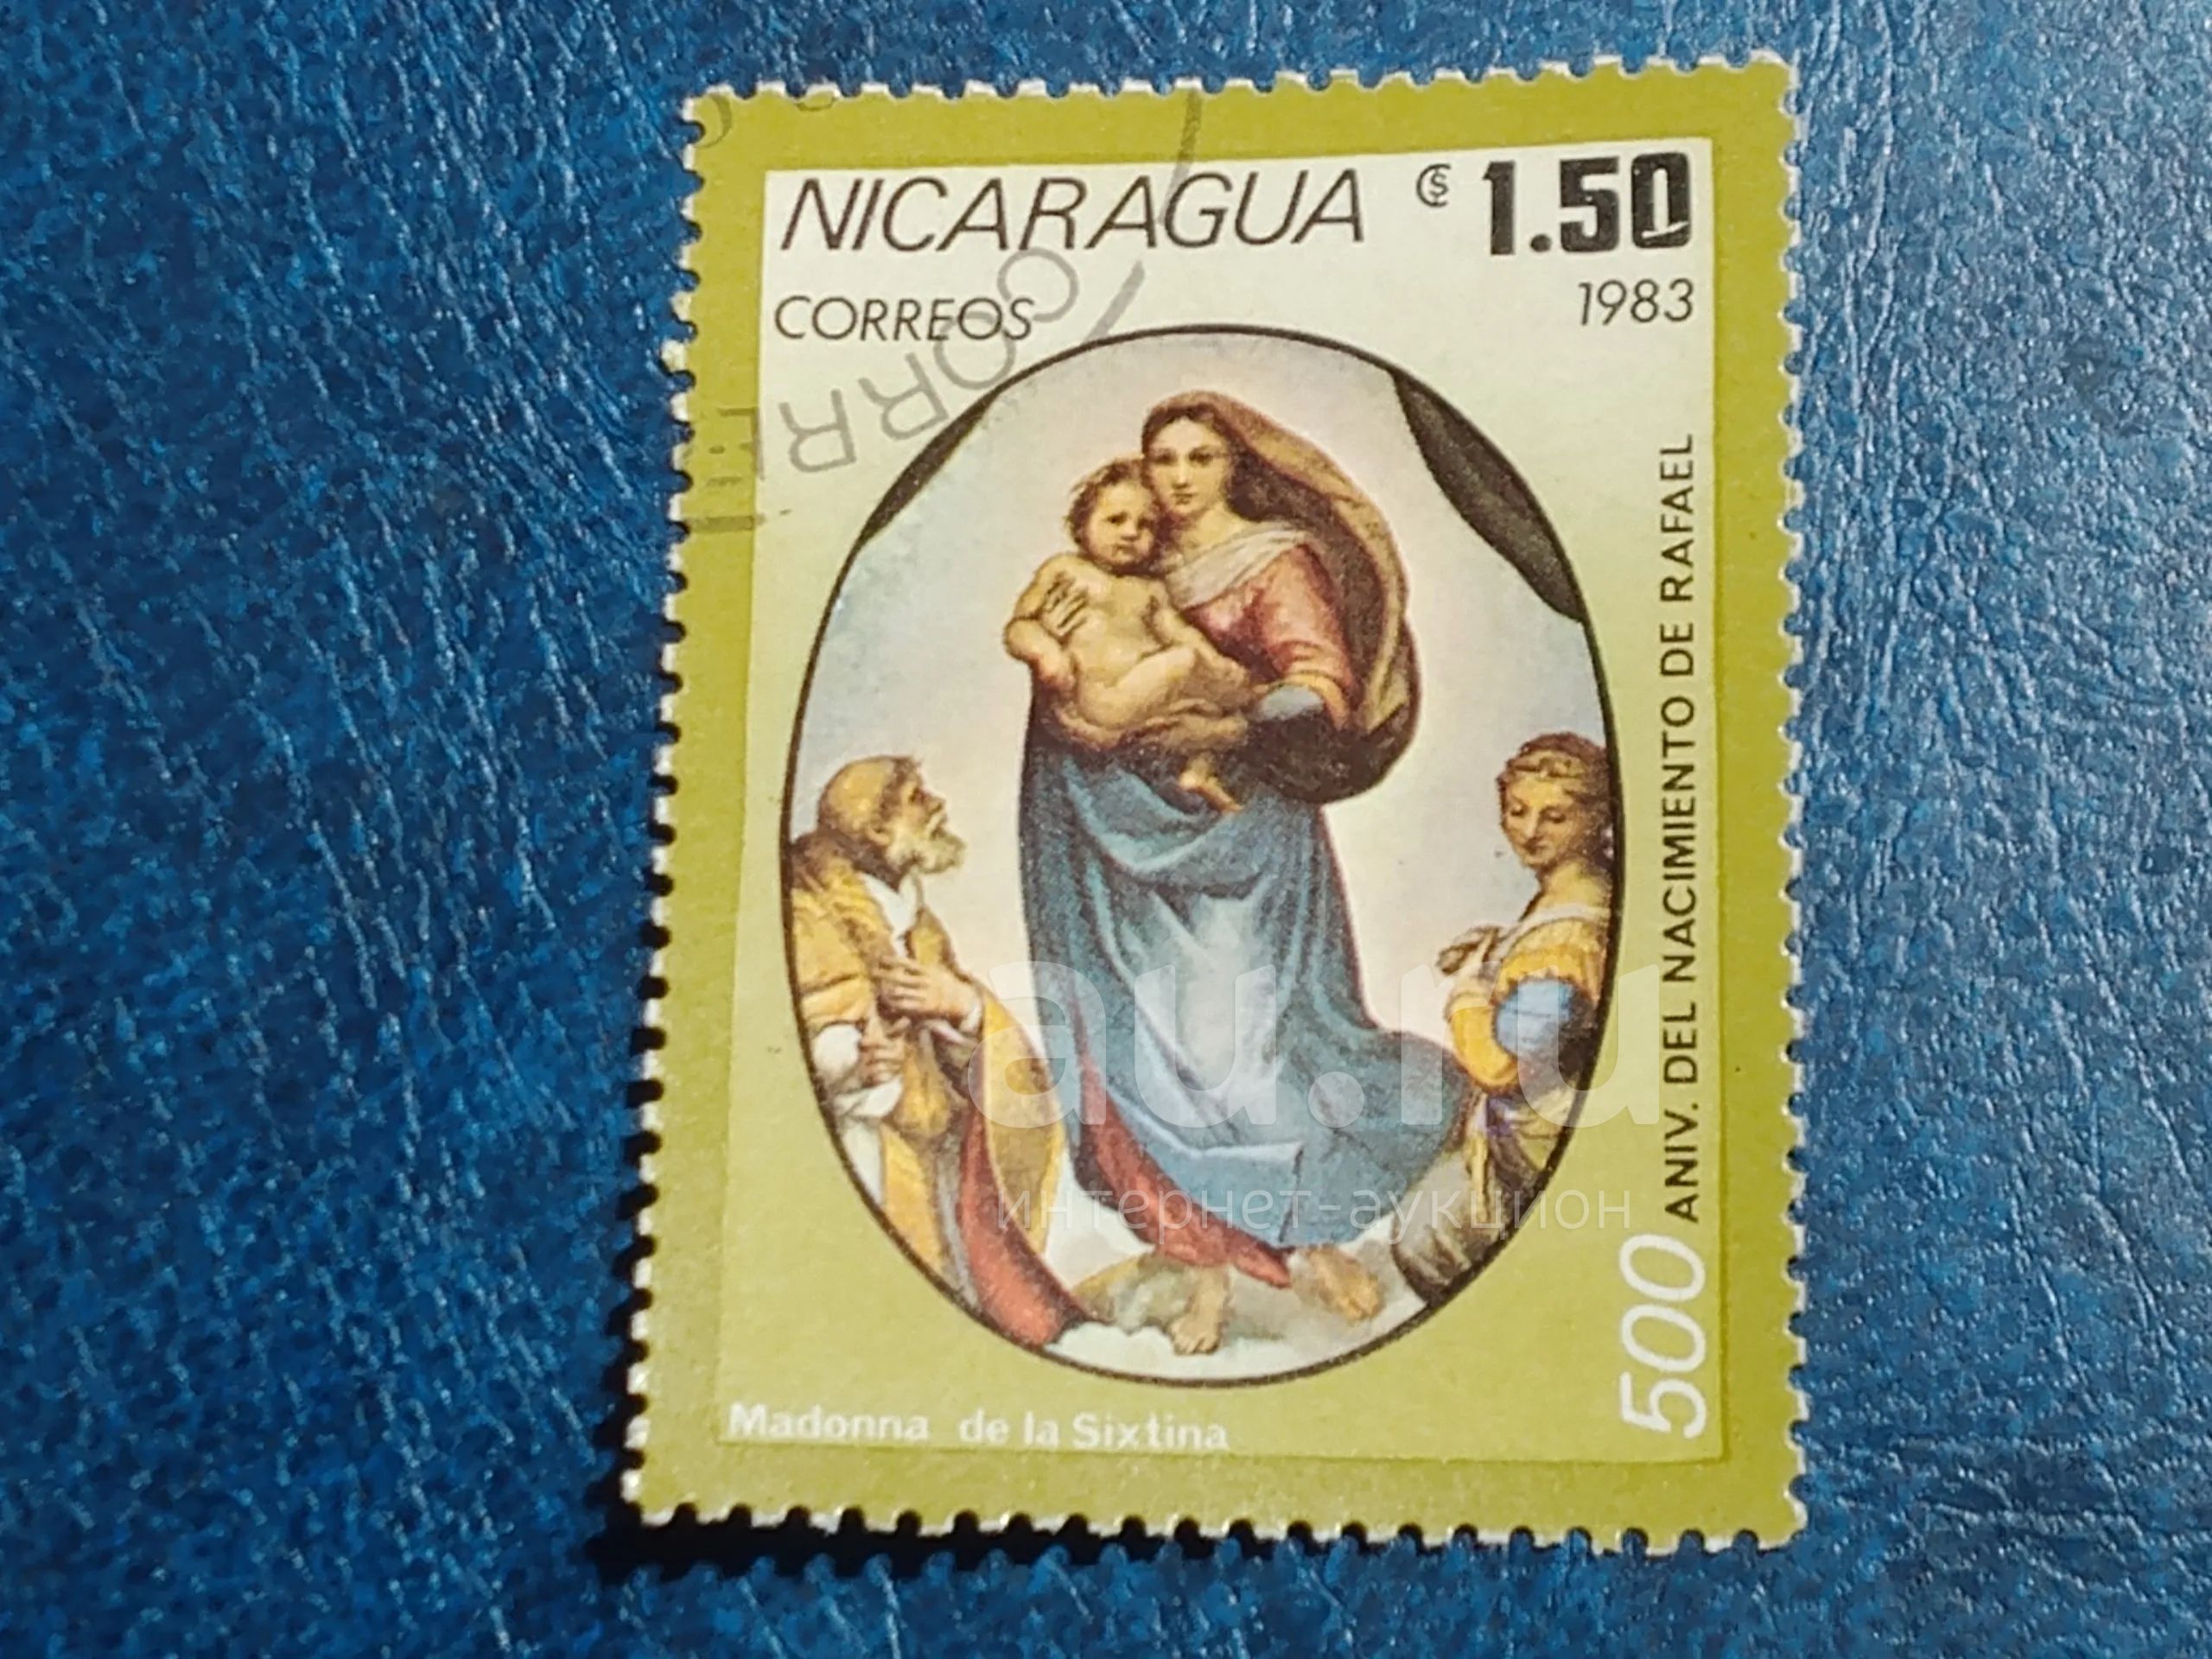 NICARAGUA C$ 1.50
CORREOS
1983
CORRE
500 ANIV. DEL NACIMIENTO DE RAFAEL
au.ru
интернет-аукцион
Madonna de la Sixtina